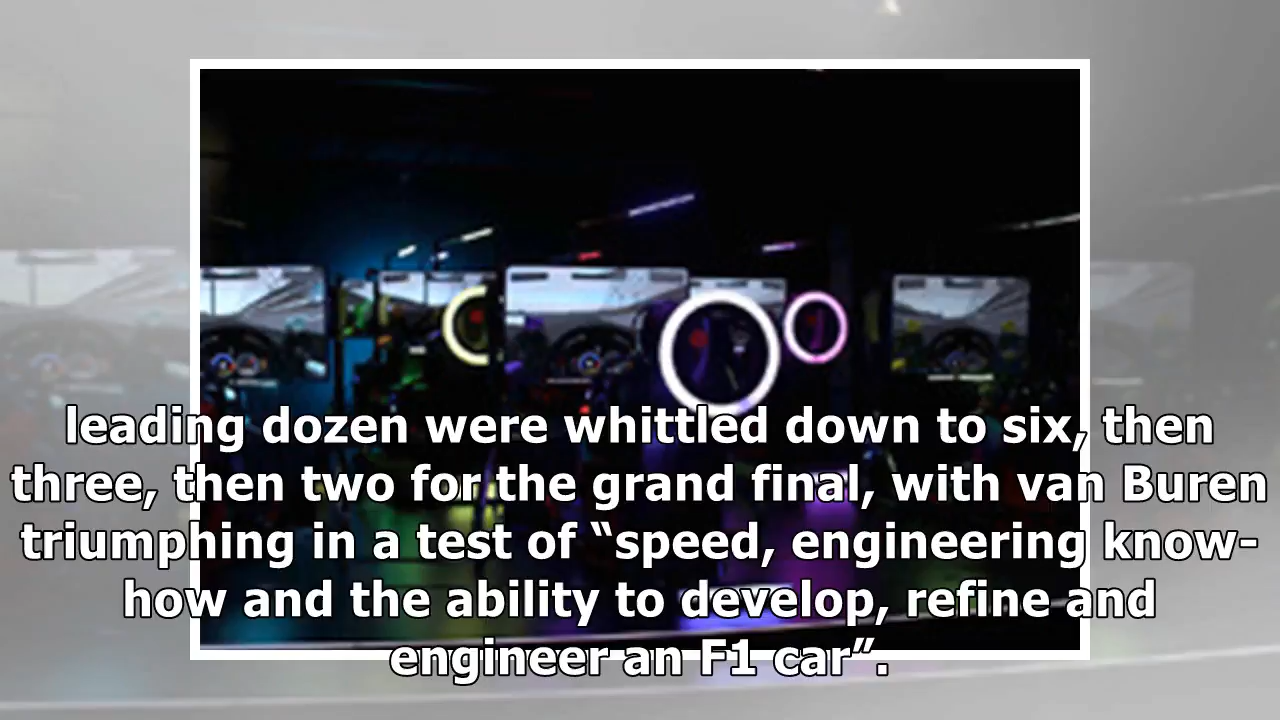 leading dozen were whittled down to six, then
three, then two for the grand final, with van Buren
triumphing in a test of “speed, engineering know-
how and the ability to develop, refine and
engineer an F1 car”.